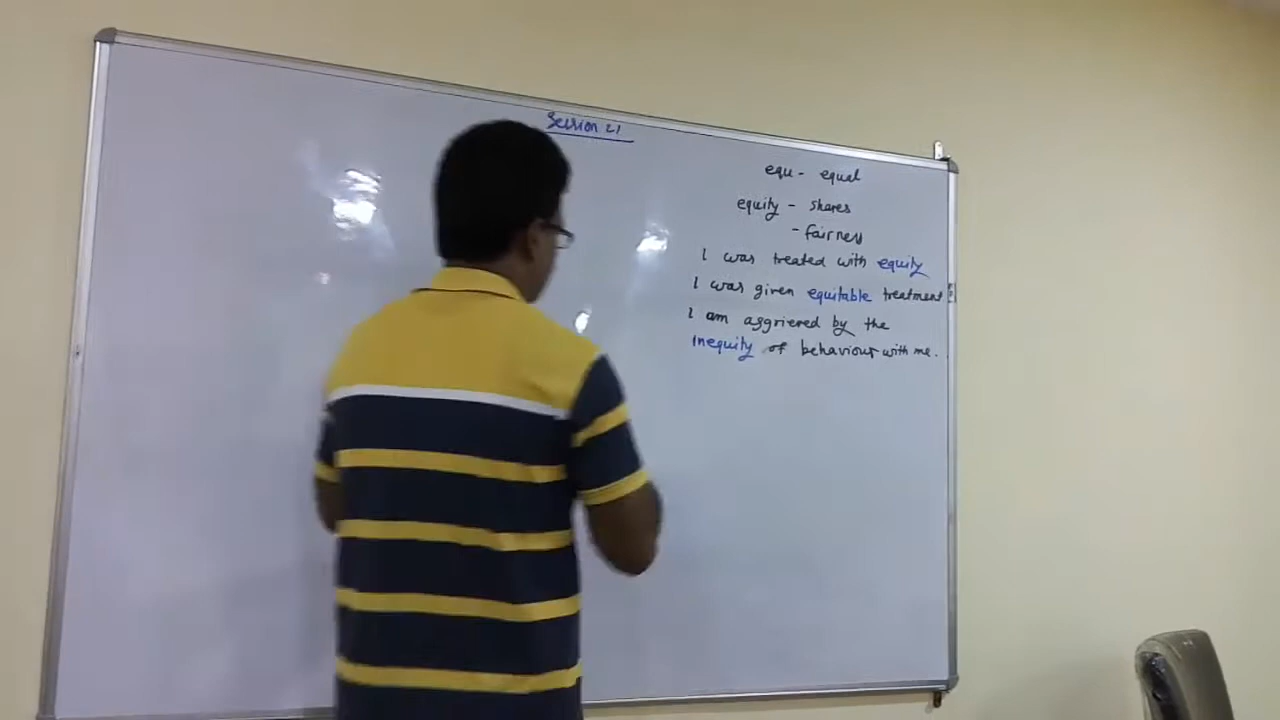 Session 21
equ - equal
equity - shares
- fairness
I was treated with equity
I was given equitable treatment
I am aggrieved by the
inequity of behaviour with me.